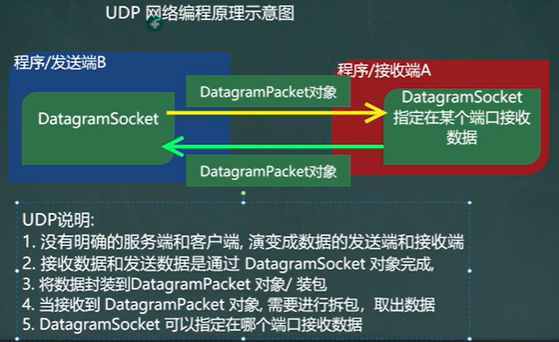 UDP 网络编程原理示意图
程序/发送端B
程序/接收端A
DatagramPacket对象
DatagramSocket
DatagramSocket
指定在某个端口接收
数据
DatagramPacket对象
UDP说明:
1. 没有明确的服务端和客户端, 演变成数据的发送端和接收端
2. 接收数据和发送数据是通过 DatagramSocket 对象完成,
3. 将数据封装到DatagramPacket 对象/ 装包
4. 当接收到 DatagramPacket 对象, 需要进行拆包，取出数据
5. DatagramSocket 可以指定在哪个端口接收数据